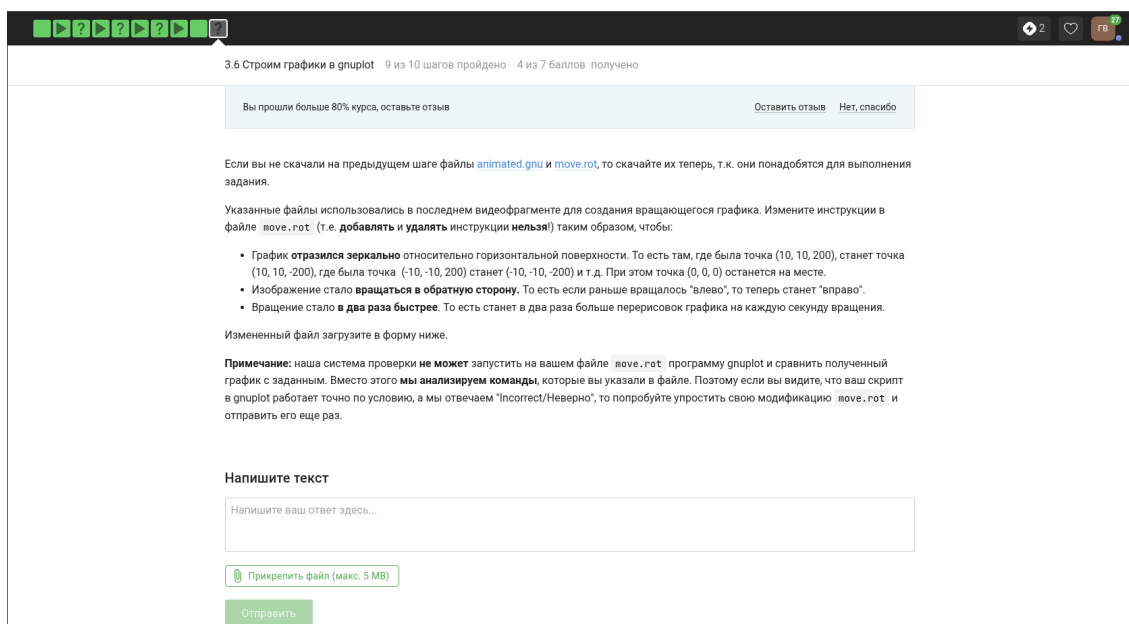 ? ? ? ?
2
27
ГВ
3.6 Строим графики в gnuplot 9 из 10 шагов пройдено 4 из 7 баллов получено
Вы прошли больше 80% курса, оставьте отзыв Оставить отзыв Нет, спасибо
Если вы не скачали на предыдущем шаге файлы animated.gnu и move.rot, то скачайте их теперь, т.к. они понадобятся для выполнения
задания.
Указанные файлы использовались в последнем видеофрагменте для создания вращающегося графика. Измените инструкции в
файле move.rot (т.е. добавлять и удалять инструкции нельзя!) таким образом, чтобы:
• График отразился зеркально относительно горизонтальной поверхности. То есть там, где была точка (10, 10, 200), станет точка
(10, 10, -200), где была точка (-10, -10, 200) станет (-10, -10, -200) и т.д. При этом точка (0, 0, 0) останется на месте.
• Изображение стало вращаться в обратную сторону. То есть если раньше вращалось "влево", то теперь станет "вправо".
• Вращение стало в два раза быстрее. То есть станет в два раза больше перерисовок графика на каждую секунду вращения.
Измененный файл загрузите в форму ниже.
Примечание: наша система проверки не может запустить на вашем файле move.rot программу gnuplot и сравнить полученный
график с заданным. Вместо этого мы анализируем команды, которые вы указали в файле. Поэтому если вы видите, что ваш скрипт
в gnuplot работает точно по условию, а мы отвечаем "Incorrect/Неверно", то попробуйте упростить свою модификацию move.rot и
отправить его еще раз.
Напишите текст
Напишите ваш ответ здесь...
Прикрепить файл (макс. 5 MB)
Отправить